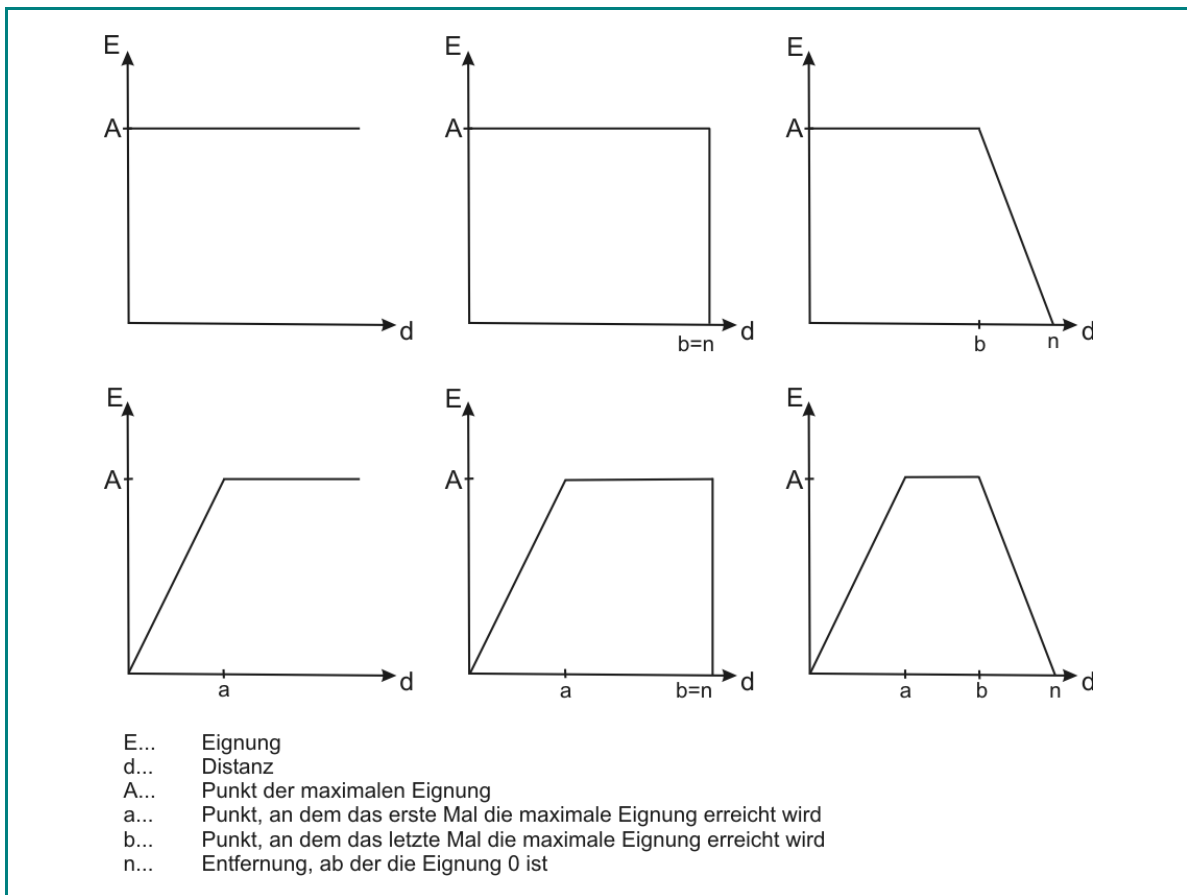 E E E
A A A
d d d
b=n b n
E E E
A A A
d d d
a a b=n a b n
E... Eignung
d... Distanz
A... Punkt der maximalen Eignung
a... Punkt, an dem das erste Mal die maximale Eignung erreicht wird
b... Punkt, an dem das letzte Mal die maximale Eignung erreicht wird
n... Entfernung, ab der die Eignung 0 ist